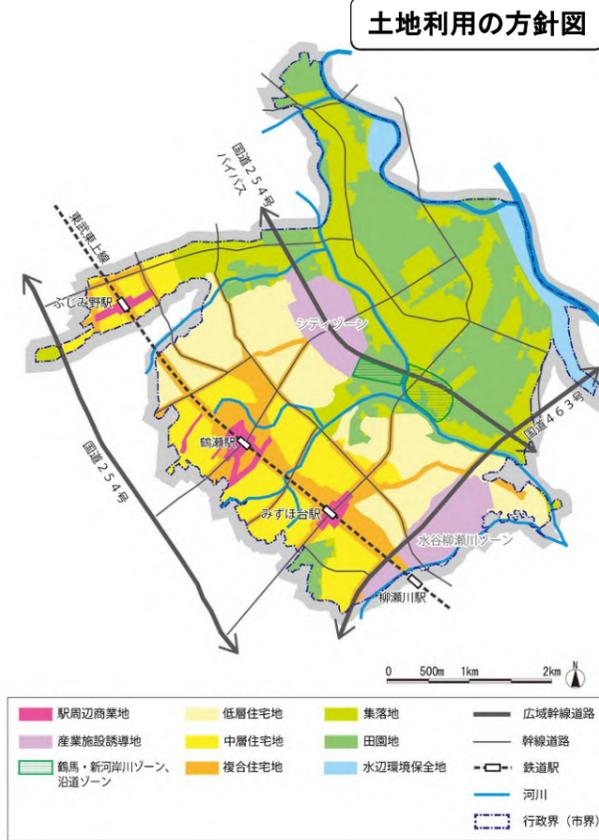 土地利用の方針図
国道２５４号
バイパス
東武東上線
ふじみ野駅
シティゾーン
国道４６３号
鶴瀬駅
国道２５４号
みずほ台駅
水谷柳瀬川ゾーン
柳瀬川駅
0 500m 1km 2km
N
駅周辺商業地
低層住宅地
集落地
広域幹線道路
産業施設誘導地
中層住宅地
田園地
幹線道路
鶴馬・新河岸川ゾーン、
沿道ゾーン
複合住宅地
水辺環境保全地
鉄道駅
河川
行政界（市界）